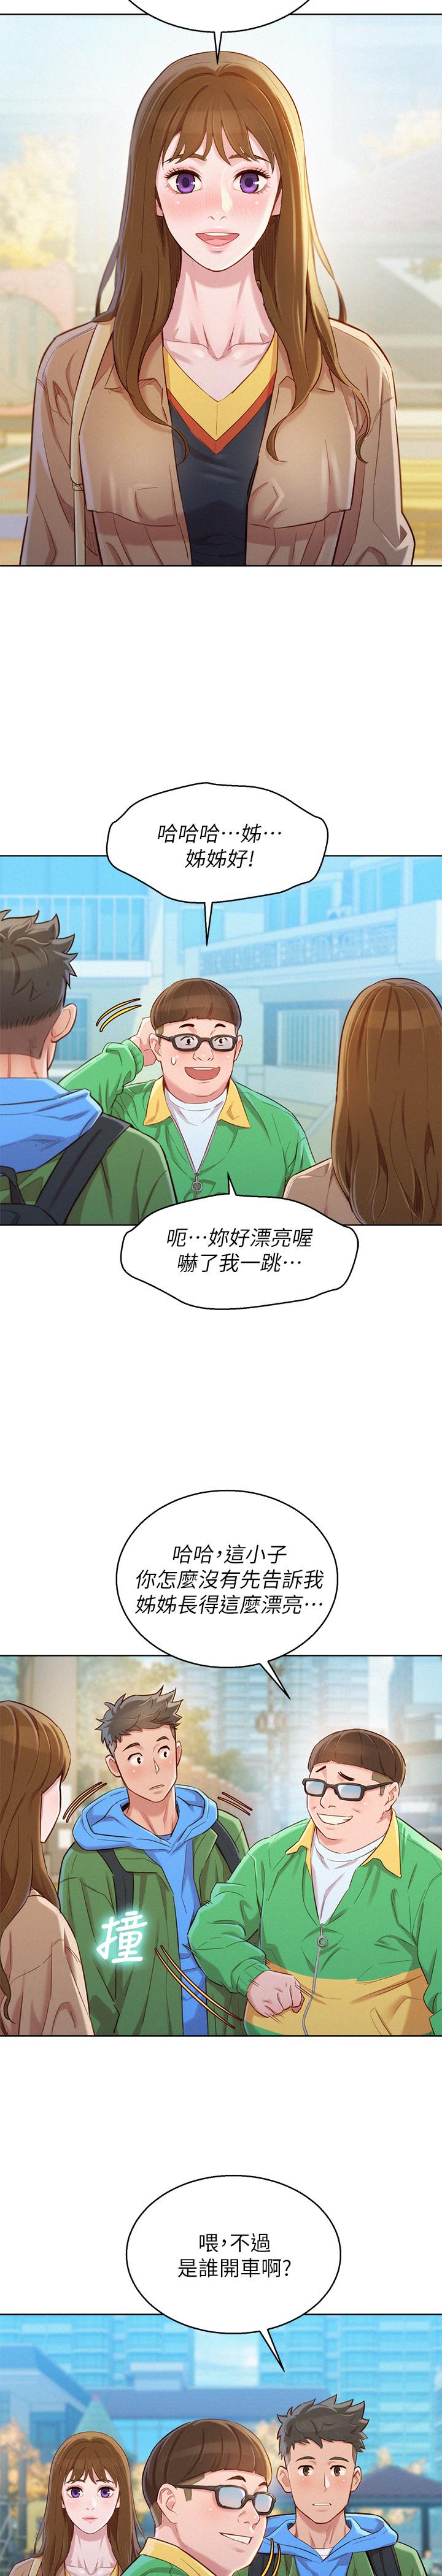 哈哈哈⋯姊⋯
姊姊好!
呃⋯妳好漂亮喔
嚇了我一跳⋯
哈哈,這小子
你怎麼沒有先告訴我
姊姊長得這麼漂亮⋯
撞
喂,不過
是誰開車啊?